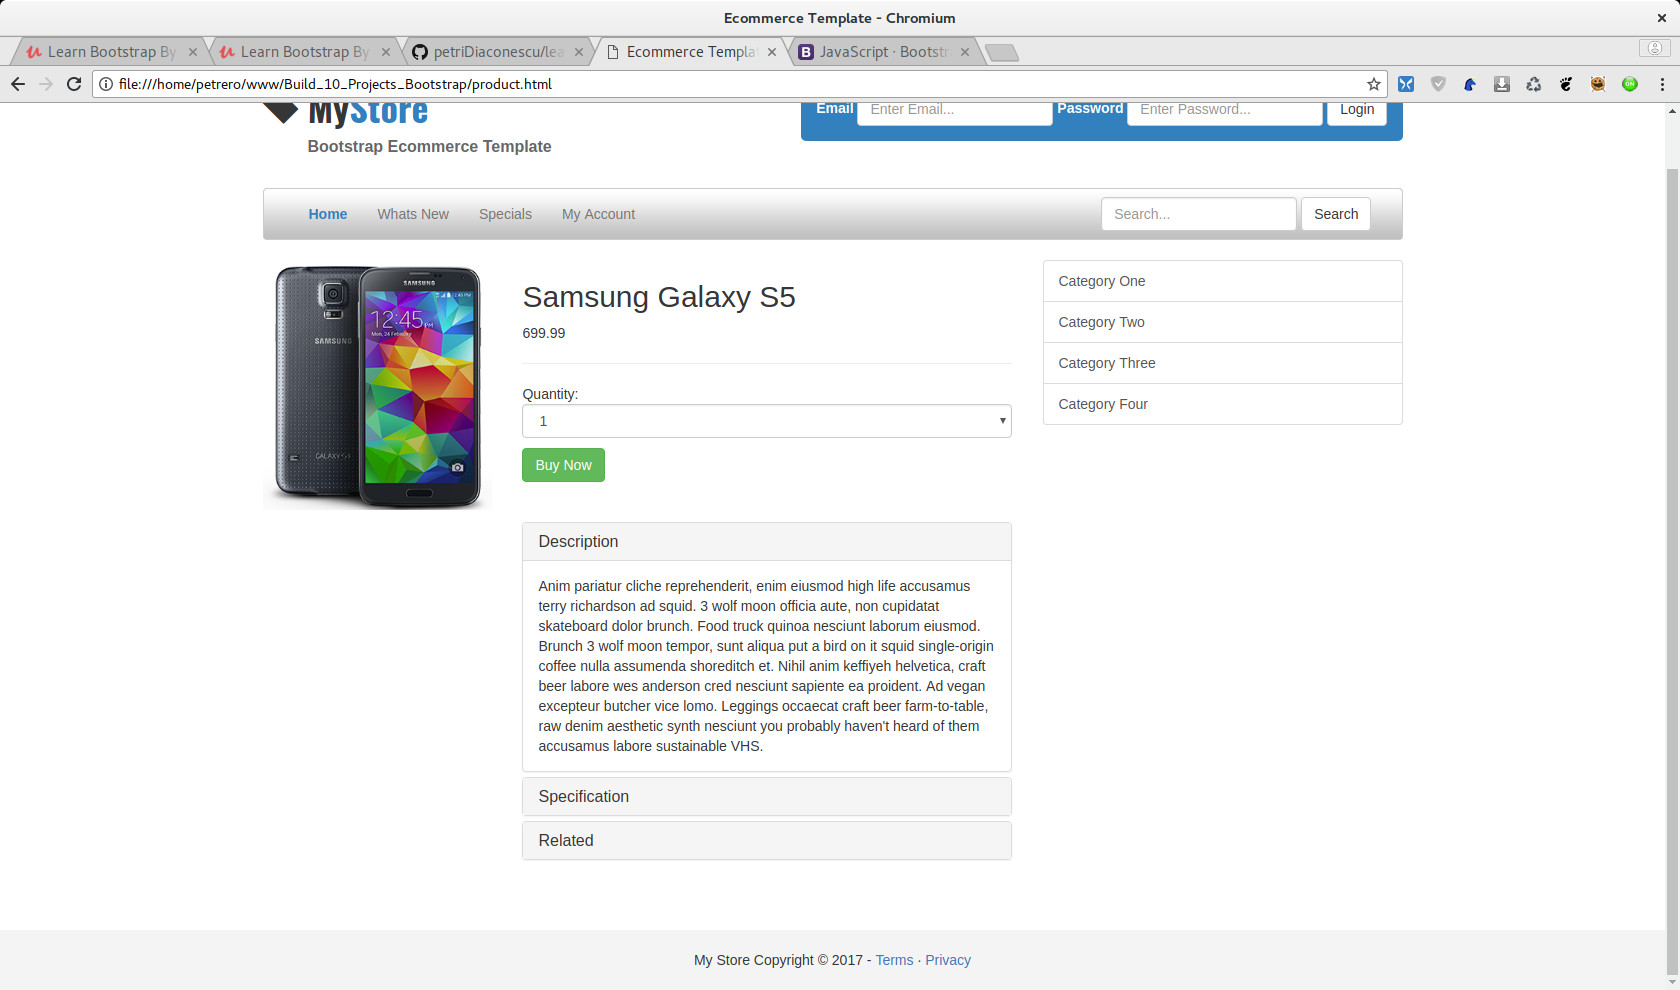 Ecommerce Template - Chromium
Learn Bootstrap By
Learn Bootstrap By
petriDiaconescu/lea
Ecommerce Templa
JavaScript · Bootstr
file:///home/petrero/www/Build_10_Projects_Bootstrap/product.html
MyStore
Bootstrap Ecommerce Template
Email Enter Email... Password Enter Password... Login
Home Whats New Specials My Account Search... Search
SAMSUNG
SAMSUNG
12:45 PM
Mon, 24 February
GALAXY S5
Samsung Galaxy S5
699.99
Quantity:
1
Buy Now
Category One
Category Two
Category Three
Category Four
Description
Anim pariatur cliche reprehenderit, enim eiusmod high life accusamus
terry richardson ad squid. 3 wolf moon officia aute, non cupidatat
skateboard dolor brunch. Food truck quinoa nesciunt laborum eiusmod.
Brunch 3 wolf moon tempor, sunt aliqua put a bird on it squid single-origin
coffee nulla assumenda shoreditch et. Nihil anim keffiyeh helvetica, craft
beer labore wes anderson cred nesciunt sapiente ea proident. Ad vegan
excepteur butcher vice lomo. Leggings occaecat craft beer farm-to-table,
raw denim aesthetic synth nesciunt you probably haven't heard of them
accusamus labore sustainable VHS.
Specification
Related
My Store Copyright © 2017 - Terms · Privacy